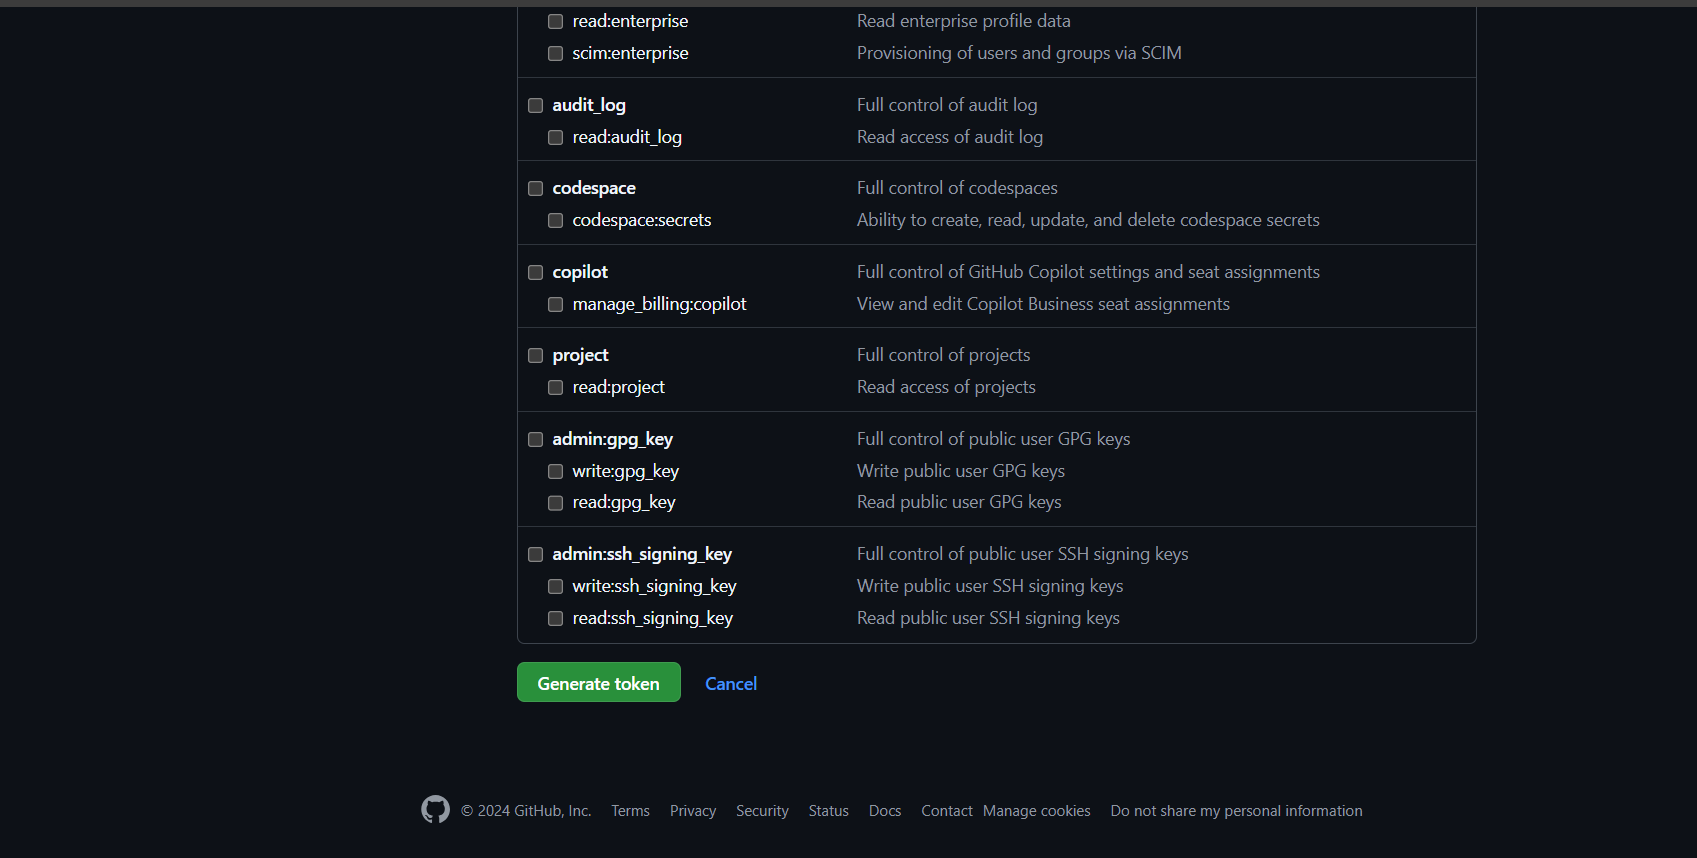 read:enterprise Read enterprise profile data
scim:enterprise Provisioning of users and groups via SCIM
audit_log Full control of audit log
read:audit_log Read access of audit log
codespace Full control of codespaces
codespace:secrets Ability to create, read, update, and delete codespace secrets
copilot Full control of GitHub Copilot settings and seat assignments
manage_billing:copilot View and edit Copilot Business seat assignments
project Full control of projects
read:project Read access of projects
admin:gpg_key Full control of public user GPG keys
write:gpg_key Write public user GPG keys
read:gpg_key Read public user GPG keys
admin:ssh_signing_key Full control of public user SSH signing keys
write:ssh_signing_key Write public user SSH signing keys
read:ssh_signing_key Read public user SSH signing keys
Generate token Cancel
© 2024 GitHub, Inc. Terms Privacy Security Status Docs Contact Manage cookies Do not share my personal information